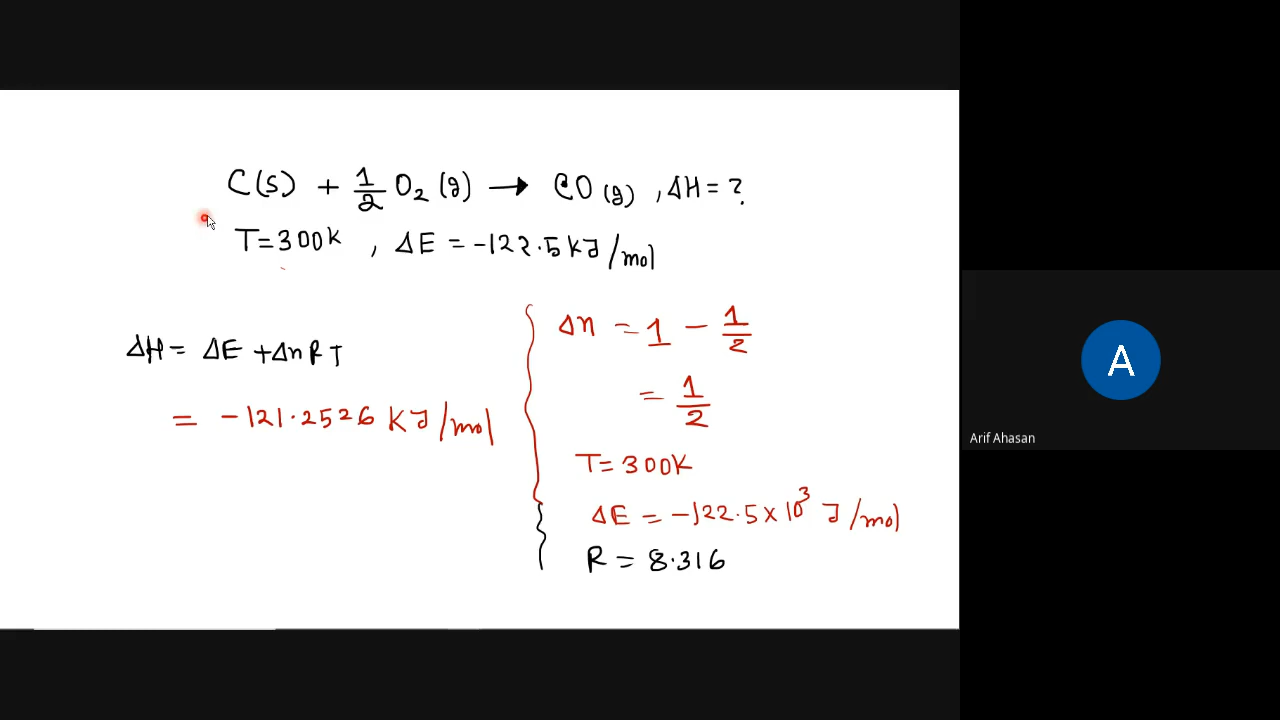 C(s) + 1/2 O₂ (g) → CO (g) , ΔH = ?
T = 300K , ΔE = -122.5 KJ/mol
ΔH = ΔE + ΔnRT
= -121.2526 KJ/mol
Δn = 1 - 1/2
= 1/2
T = 300K
ΔE = -122.5 × 10³ J/mol
R = 8.316
A
Arif Ahasan